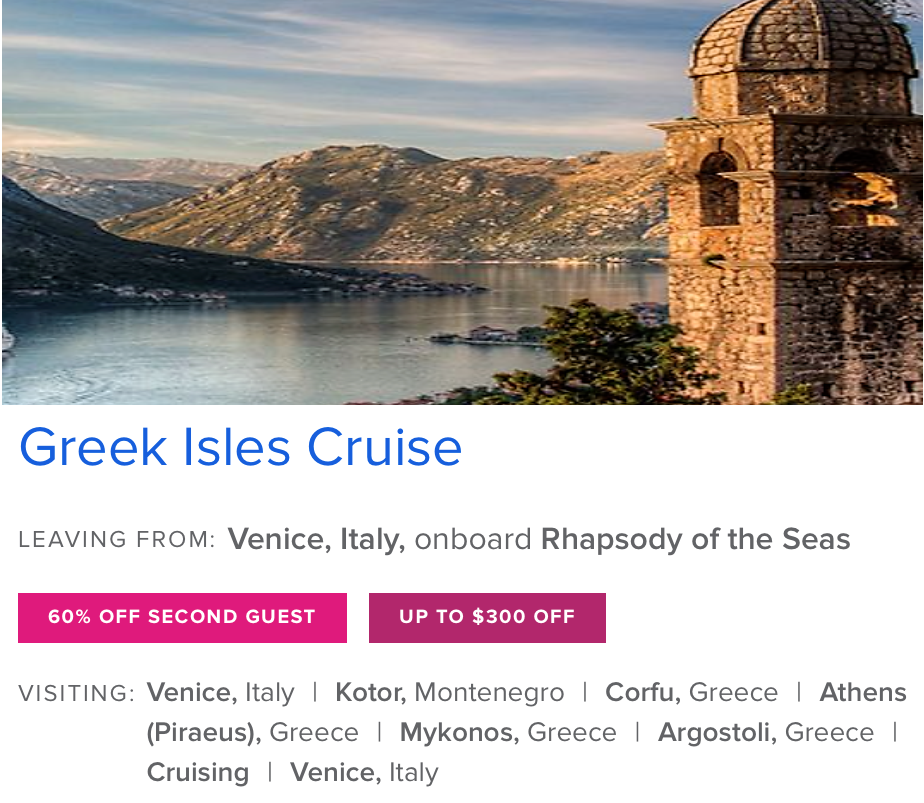 Greek Isles Cruise
LEAVING FROM: Venice, Italy, onboard Rhapsody of the Seas
60% OFF SECOND GUEST UP TO $300 OFF
VISITING: Venice, Italy | Kotor, Montenegro | Corfu, Greece | Athens
(Piraeus), Greece | Mykonos, Greece | Argostoli, Greece |
Cruising | Venice, Italy